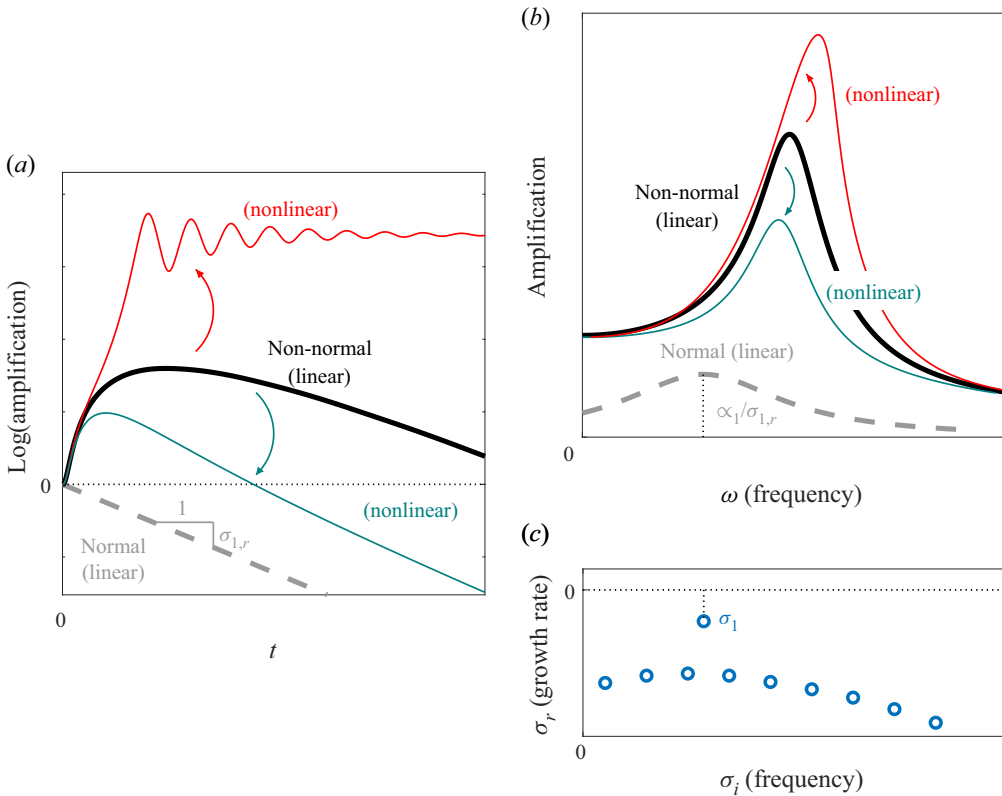 (a)
Log(amplification)
(nonlinear)
Non-normal
(linear)
(nonlinear)
0
1
σ1,r
Normal
(linear)
0
t
(b)
Amplification
(nonlinear)
Non-normal
(linear)
(nonlinear)
Normal (linear)
∝1/σ1,r
0
ω (frequency)
(c)
σr (growth rate)
0
σ1
0
σi (frequency)